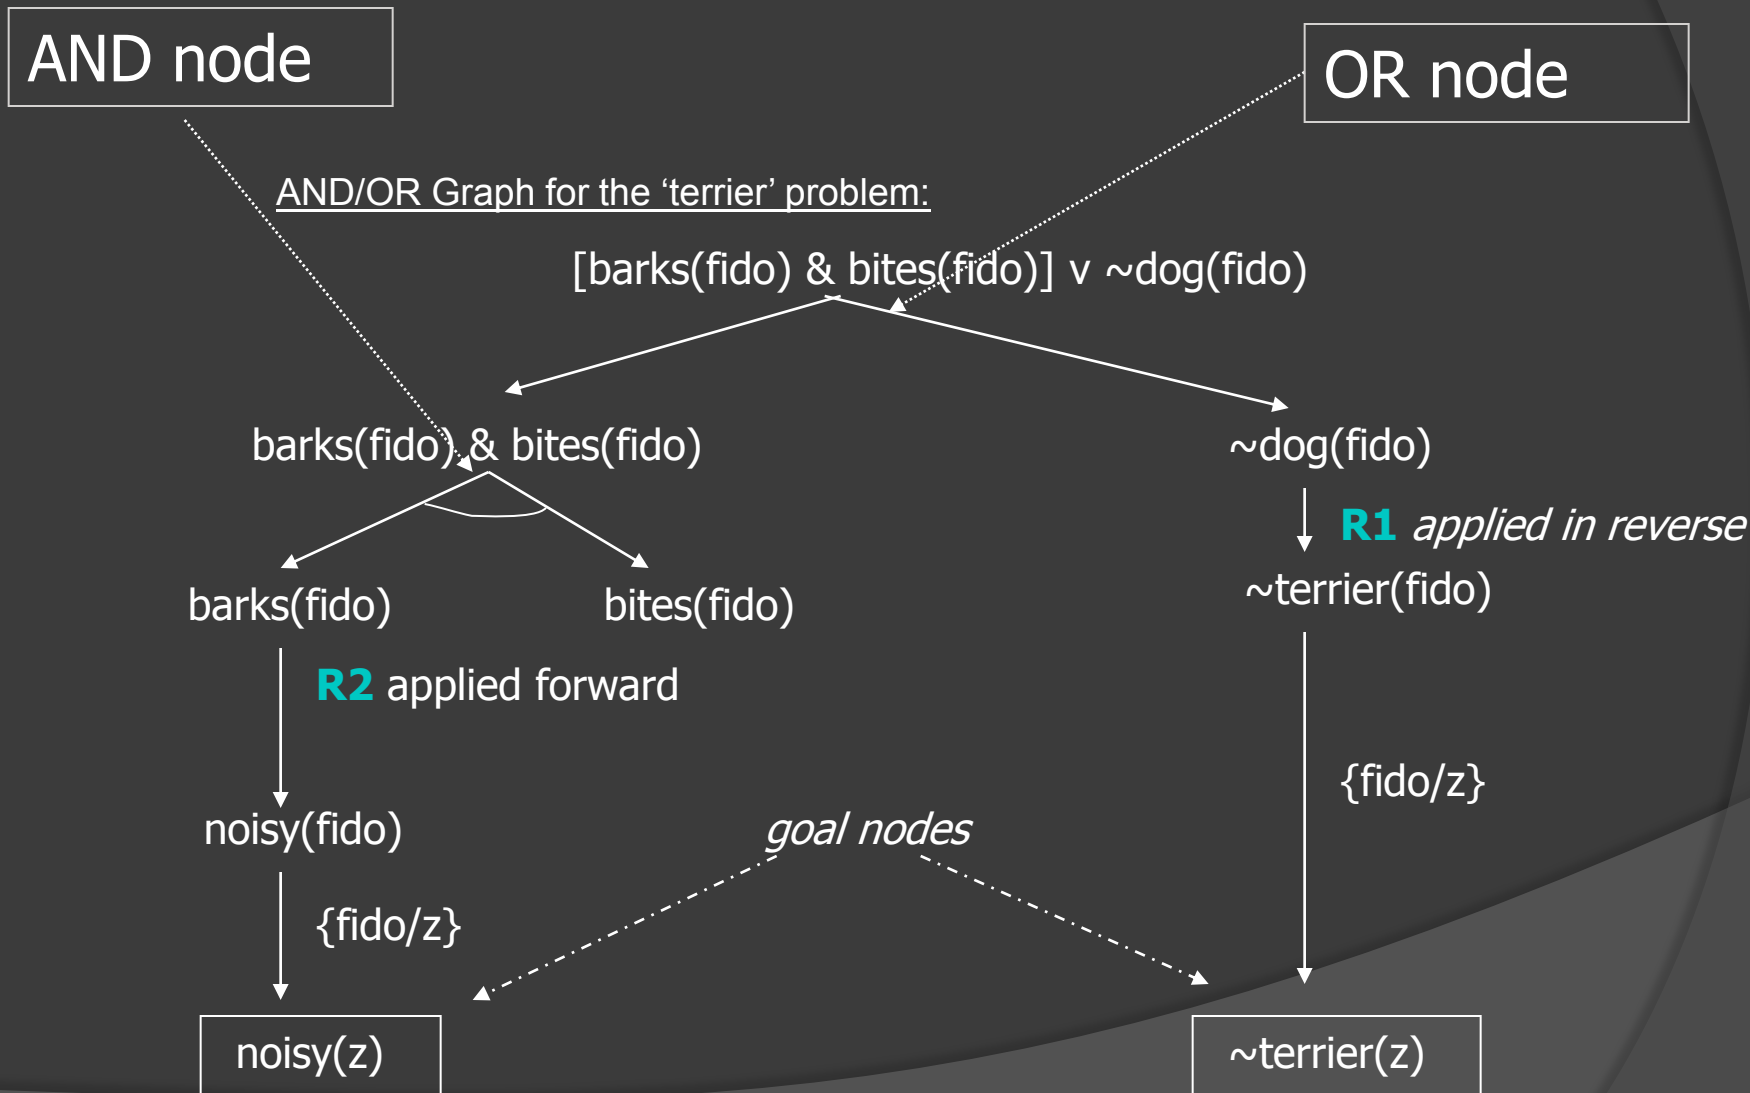 AND node
OR node
AND/OR Graph for the ‘terrier’ problem:
[barks(fido) & bites(fido)] v ~dog(fido)
barks(fido) & bites(fido)
~dog(fido)
R1 applied in reverse
barks(fido)
bites(fido)
~terrier(fido)
R2 applied forward
{fido/z}
noisy(fido)
goal nodes
{fido/z}
noisy(z)
~terrier(z)